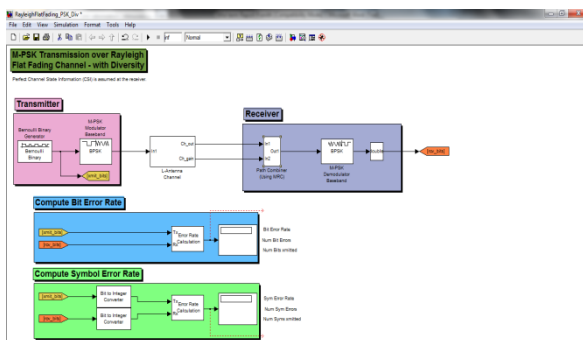 RayleighFlatFading_PSK_Div *
File Edit View Simulation Format Tools Help
inf
Normal
M-PSK Transmission over Rayleigh
Flat Fading Channel - with Diversity
Perfect Channel State Information (CSI) is assumed at the receiver.
Transmitter
M-PSK
Modulator
Baseband
Bernoulli Binary
Generator
Bernoulli
Binary
BPSK
[xmit_bits]
In1
Ch_out
Ch_gain
L-Antenna
Channel
Receiver
In1
Out
In2
Path Combiner
(Using MRC)
BPSK
M-PSK
Demodulator
Baseband
double
[rcv_bits]
Compute Bit Error Rate
[xmit_bits]
[rcv_bits]
Tx
Error Rate
Calculation
Rx
Bit Error Rate
Num Bit Errors
Num Bits xmitted
Compute Symbol Error Rate
[xmit_bits]
Bit to Integer
Converter
[rcv_bits]
Bit to Integer
Converter
Tx
Error Rate
Calculation
Rx
Sym Error Rate
Num Sym Errors
Num Syms xmitted